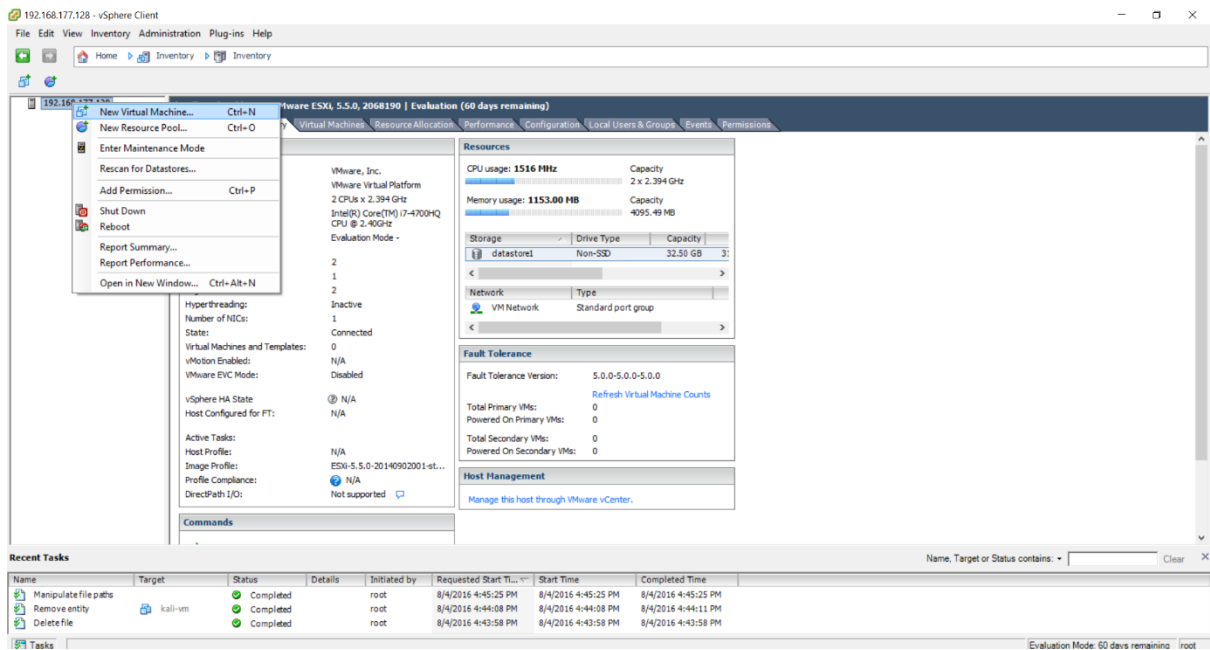 192.168.177.128 - vSphere Client
File Edit View Inventory Administration Plug-ins Help
Home Inventory Inventory
192.168.177.128
VMware ESXi, 5.5.0, 2068190 | Evaluation (60 days remaining)
Virtual Machines Resource Allocation Performance Configuration Local Users & Groups Events Permissions
New Virtual Machine... Ctrl+N
New Resource Pool... Ctrl+O
Enter Maintenance Mode
Rescan for Datastores...
Add Permission... Ctrl+P
Shut Down
Reboot
Report Summary...
Report Performance...
Open in New Window... Ctrl+Alt+N
VMware, Inc.
VMware Virtual Platform
2 CPUs x 2.394 GHz
Intel(R) Core(TM) i7-4700HQ
CPU @ 2.40GHz
Evaluation Mode -
2
1
2
Hyperthreading: Inactive
Number of NICs: 1
State: Connected
Virtual Machines and Templates: 0
vMotion Enabled: N/A
VMware EVC Mode: Disabled
vSphere HA State N/A
Host Configured for FT: N/A
Active Tasks:
Host Profile: N/A
Image Profile: ESXi-5.5.0-20140902001-st...
Profile Compliance: N/A
DirectPath I/O: Not supported
Commands
Resources
CPU usage: 1516 MHz Capacity
2 x 2.394 GHz
Memory usage: 1153.00 MB Capacity
4095.49 MB
Storage Drive Type Capacity
datastore1 Non-SSD 32.50 GB
Network Type
VM Network Standard port group
Fault Tolerance
Fault Tolerance Version: 5.0.0-5.0.0-5.0.0
Refresh Virtual Machine Counts
Total Primary VMs: 0
Powered On Primary VMs: 0
Total Secondary VMs: 0
Powered On Secondary VMs: 0
Host Management
Manage this host through VMware vCenter.
Recent Tasks
Name, Target or Status contains: Clear
Name Target Status Details Initiated by Requested Start Ti... Start Time Completed Time
Manipulate file paths Completed root 8/4/2016 4:45:25 PM 8/4/2016 4:45:25 PM 8/4/2016 4:45:25 PM
Remove entity kali-vm Completed root 8/4/2016 4:44:08 PM 8/4/2016 4:44:08 PM 8/4/2016 4:44:11 PM
Delete file Completed root 8/4/2016 4:43:58 PM 8/4/2016 4:43:58 PM 8/4/2016 4:43:58 PM
Tasks
Evaluation Mode: 60 days remaining root